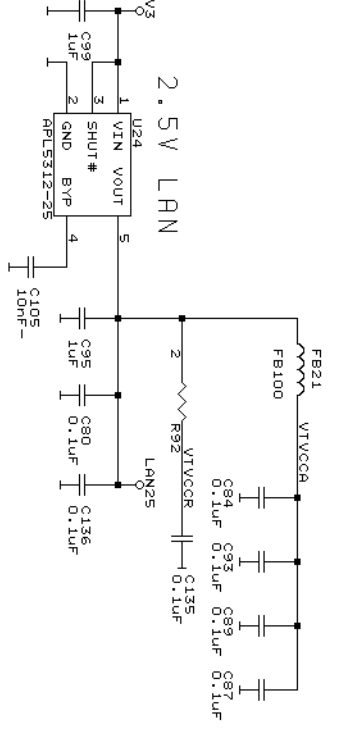 FB21
FB100
VTVCCA
C84
0.1uF
C93
0.1uF
C89
0.1uF
C87
0.1uF
2
R92
VTVCCR
C135
0.1uF
2.5V LAN
V3
LAN25
U24
1
VIN VOUT
5
3
SHUT#
2
GND BYP
4
APL5312-25
C99
1uF
C105
10nF-
C95
1uF
C80
0.1uF
C136
0.1uF